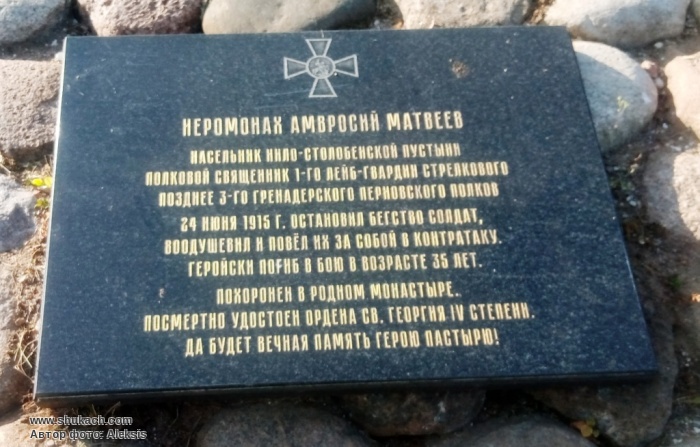 ИЕРОМОНАХ АМВРОСИЙ МАТВЕЕВ
НАСЕЛЬНИК НИЛО-СТОЛОБЕНСКОЙ ПУСТЫНИ
ПОЛКОВОЙ СВЯЩЕННИК 1-ГО ЛЕЙБ-ГВАРДИИ СТРЕЛКОВОГО
ПОЗДНЕЕ 3-ГО ГРЕНАДЕРСКОГО ПЕРНОВСКОГО ПОЛКОВ
24 ИЮНЯ 1915 Г. ОСТАНОВИЛ БЕГСТВО СОЛДАТ,
ВООДУШЕВИЛ И ПОВЁЛ ИХ ЗА СОБОЙ В КОНТРАТАКУ.
ГЕРОЙСКИ ПОГИБ В БОЮ В ВОЗРАСТЕ 35 ЛЕТ.
ПОХОРОНЕН В РОДНОМ МОНАСТЫРЕ.
ПОСМЕРТНО УДОСТОЕН ОРДЕНА СВ. ГЕОРГИЯ IV СТЕПЕНИ.
ДА БУДЕТ ВЕЧНАЯ ПАМЯТЬ ГЕРОЮ ПАСТЫРЮ!
www.shukach.com
Автор фото: Aleksis